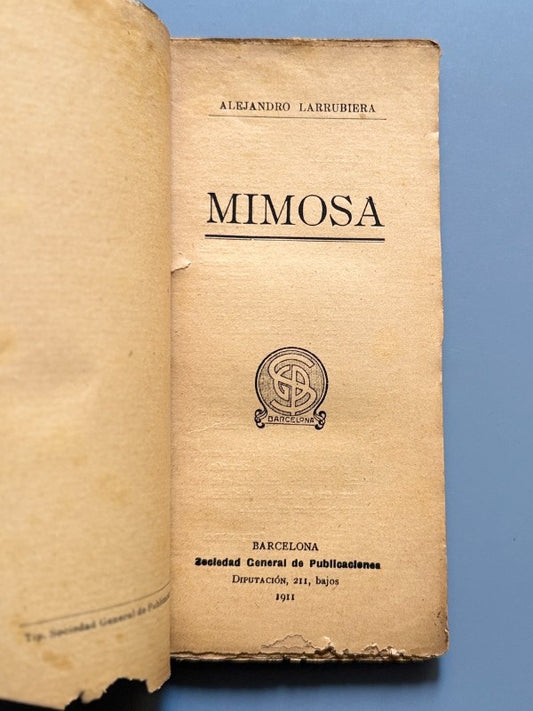 Tip. Sociedad General de Publica
ALEJANDRO LARRUBIERA
MIMOSA
BARCELONA
BARCELONA
Sociedad General de Publicaciones
DIPUTACIÓN, 211, bajos
1911